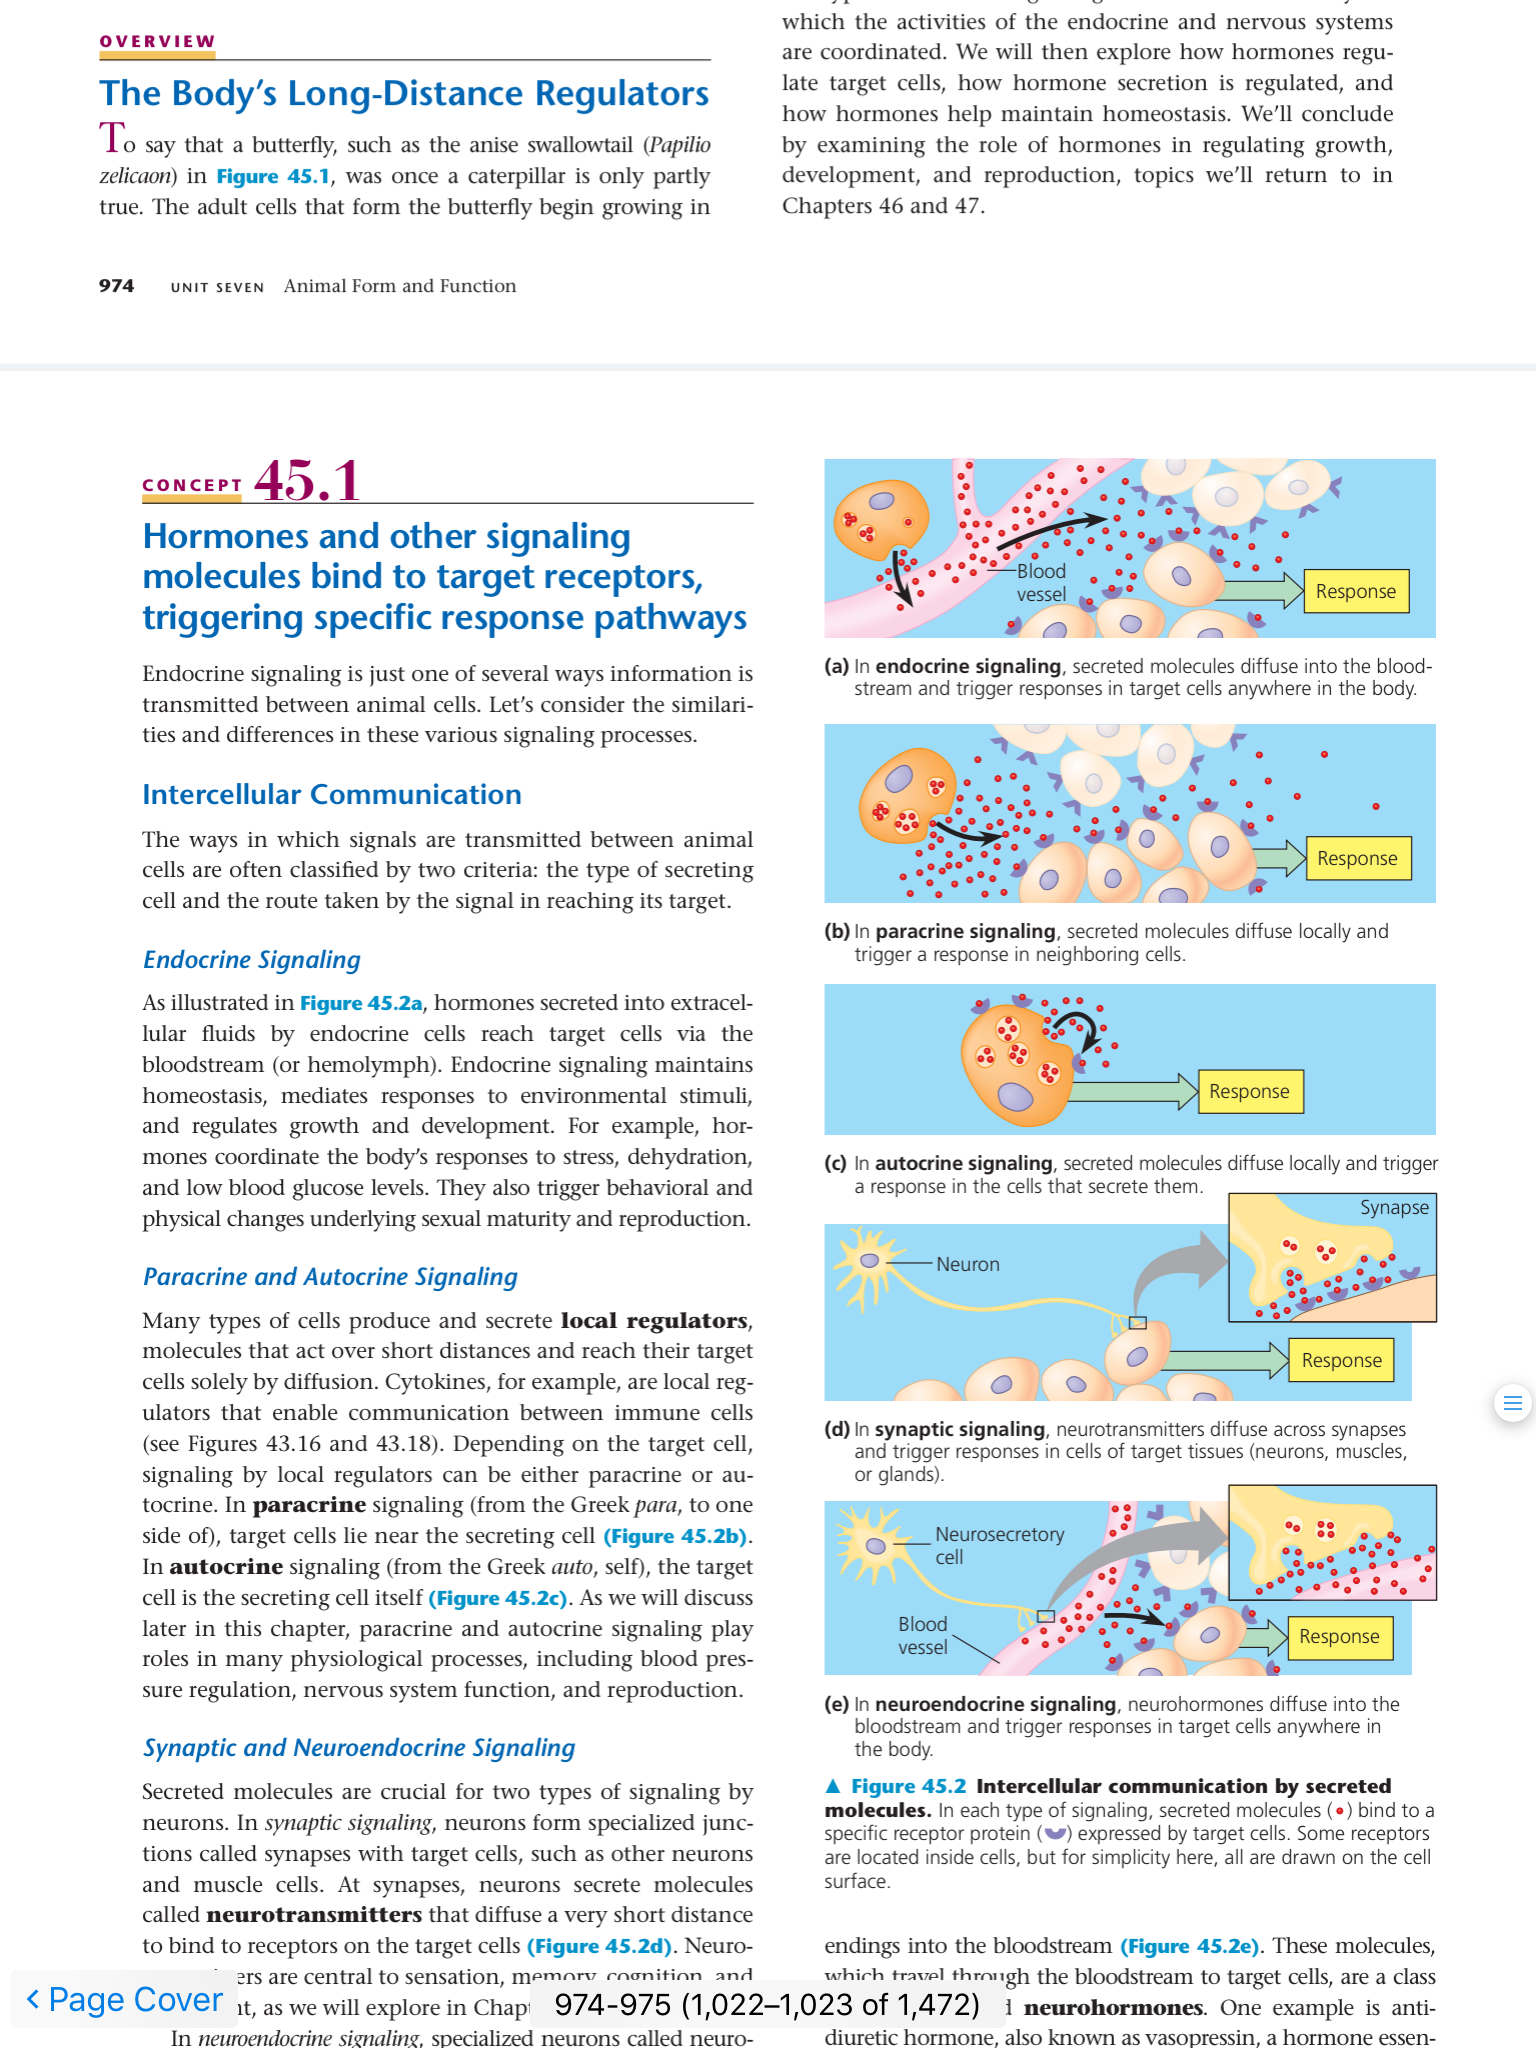 OVERVIEW
The Body's Long-Distance Regulators
To say that a butterfly, such as the anise swallowtail (Papilio
zelicaon) in Figure 45.1, was once a caterpillar is only partly
true. The adult cells that form the butterfly begin growing in
which the activities of the endocrine and nervous systems
are coordinated. We will then explore how hormones regu-
late target cells, how hormone secretion is regulated, and
how hormones help maintain homeostasis. We'll conclude
by examining the role of hormones in regulating growth,
development, and reproduction, topics we'll return to in
Chapters 46 and 47.
974 UNIT SEVEN Animal Form and Function
CONCEPT 45.1
Hormones and other signaling
molecules bind to target receptors,
triggering specific response pathways
Endocrine signaling is just one of several ways information is
transmitted between animal cells. Let's consider the similari-
ties and differences in these various signaling processes.
Intercellular Communication
The ways in which signals are transmitted between animal
cells are often classified by two criteria: the type of secreting
cell and the route taken by the signal in reaching its target.
Endocrine Signaling
As illustrated in Figure 45.2a, hormones secreted into extracel-
lular fluids by endocrine cells reach target cells via the
bloodstream (or hemolymph). Endocrine signaling maintains
homeostasis, mediates responses to environmental stimuli,
and regulates growth and development. For example, hor-
mones coordinate the body's responses to stress, dehydration,
and low blood glucose levels. They also trigger behavioral and
physical changes underlying sexual maturity and reproduction.
Paracrine and Autocrine Signaling
Many types of cells produce and secrete local regulators,
molecules that act over short distances and reach their target
cells solely by diffusion. Cytokines, for example, are local reg-
ulators that enable communication between immune cells
(see Figures 43.16 and 43.18). Depending on the target cell,
signaling by local regulators can be either paracrine or au-
tocrine. In paracrine signaling (from the Greek para, to one
side of), target cells lie near the secreting cell (Figure 45.2b).
In autocrine signaling (from the Greek auto, self), the target
cell is the secreting cell itself (Figure 45.2c). As we will discuss
later in this chapter, paracrine and autocrine signaling play
roles in many physiological processes, including blood pres-
sure regulation, nervous system function, and reproduction.
Synaptic and Neuroendocrine Signaling
Secreted molecules are crucial for two types of signaling by
neurons. In synaptic signaling, neurons form specialized junc-
tions called synapses with target cells, such as other neurons
and muscle cells. At synapses, neurons secrete molecules
called neurotransmitters that diffuse a very short distance
to bind to receptors on the target cells (Figure 45.2d). Neuro-
ers are central to sensation, memory, cognition, and
nt, as we will explore in Chapt
In neuroendocrine signaling, specialized neurons called neuro-
Blood
vessel
Response
(a) In endocrine signaling, secreted molecules diffuse into the blood-
stream and trigger responses in target cells anywhere in the body.
Response
(b) In paracrine signaling, secreted molecules diffuse locally and
trigger a response in neighboring cells.
Response
(c) In autocrine signaling, secreted molecules diffuse locally and trigger
a response in the cells that secrete them.
Synapse
Neuron
Response
(d) In synaptic signaling, neurotransmitters diffuse across synapses
and trigger responses in cells of target tissues (neurons, muscles,
or glands).
Neurosecretory
cell
Blood
vessel
Response
(e) In neuroendocrine signaling, neurohormones diffuse into the
bloodstream and trigger responses in target cells anywhere in
the body.
▲ Figure 45.2 Intercellular communication by secreted
molecules. In each type of signaling, secreted molecules (•) bind to a
specific receptor protein ( ) expressed by target cells. Some receptors
are located inside cells, but for simplicity here, all are drawn on the cell
surface.
endings into the bloodstream (Figure 45.2e). These molecules,
which travel through the bloodstream to target cells, are a class
neurohormones. One example is anti-
diuretic hormone, also known as vasopressin, a hormone essen-
< Page Cover
974-975 (1,022–1,023 of 1,472)